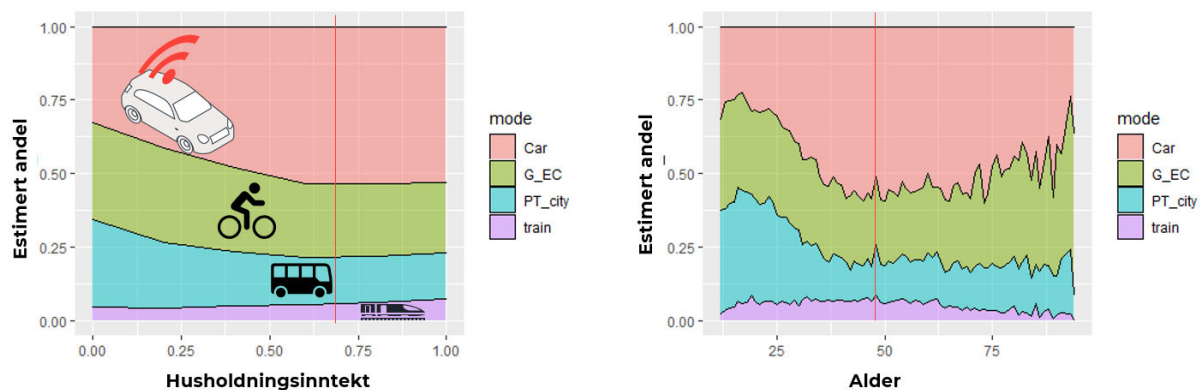 1.00
0.75
0.50
0.25
0.00
Estimert andel
0.00 0.25 0.50 0.75 1.00
Husholdningsinntekt
mode
Car
G_EC
PT_city
train
1.00
0.75
0.50
0.25
0.00
Estimert andel
25 50 75
Alder
mode
Car
G_EC
PT_city
train